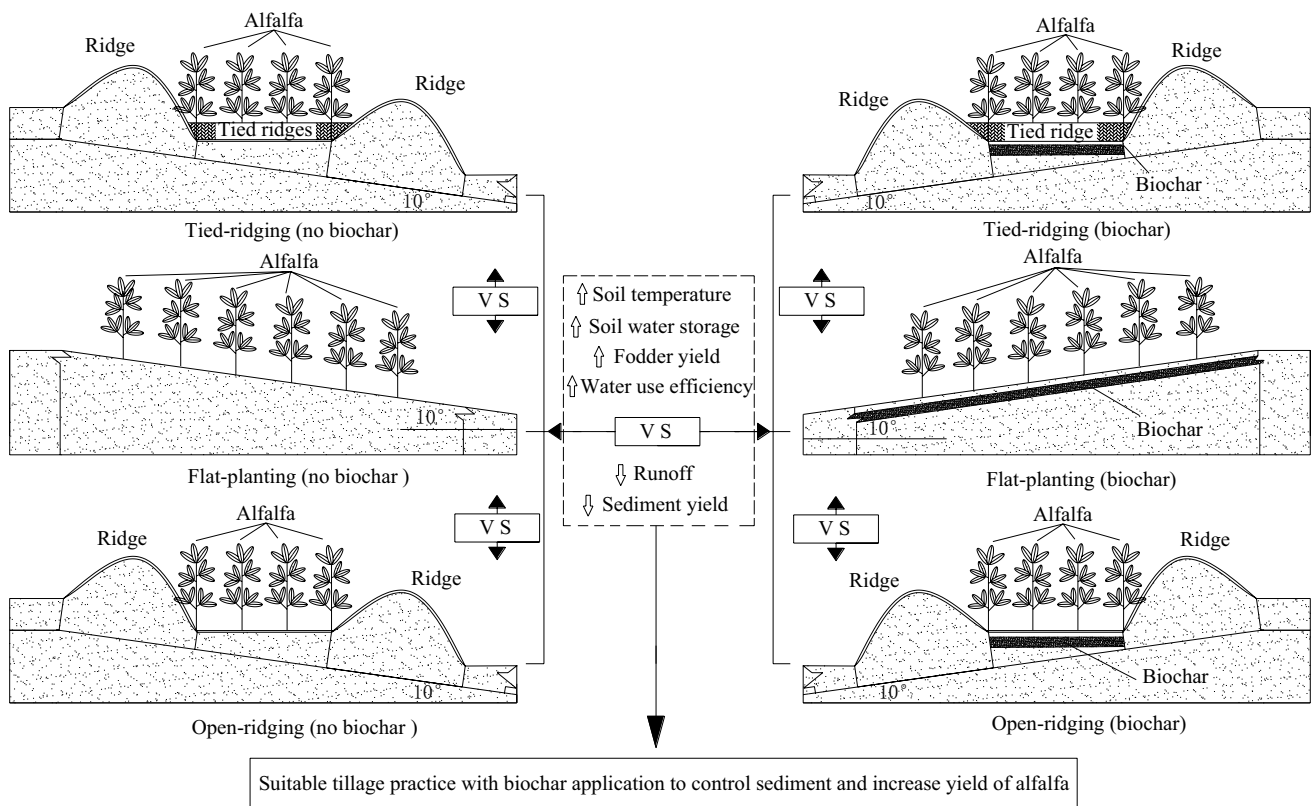 Alfalfa
Ridge
Ridge
Tied ridges
10°
Tied-ridging (no biochar)
Alfalfa
Ridge
Ridge
Tied ridge
Biochar
10°
Tied-ridging (biochar)
Alfalfa
10°
Flat-planting (no biochar )
V S
V S
Soil temperature
Soil water storage
Fodder yield
Water use efficiency
V S
Runoff
Sediment yield
V S
Alfalfa
10°
Biochar
Flat-planting (biochar)
Alfalfa
Ridge
Ridge
10°
Open-ridging (no biochar )
V S
Alfalfa
Ridge
Ridge
10°
Biochar
Open-ridging (biochar)
Suitable tillage practice with biochar application to control sediment and increase yield of alfalfa